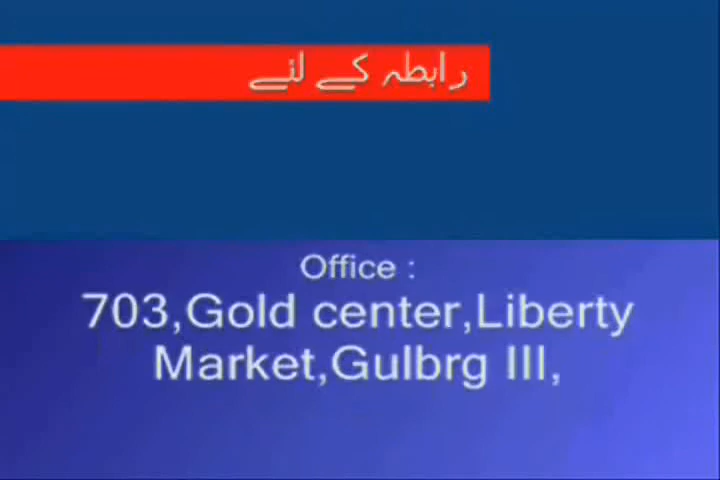 رابطہ کے لئے
Office :
703,Gold center,Liberty
Market,Gulbrg III,